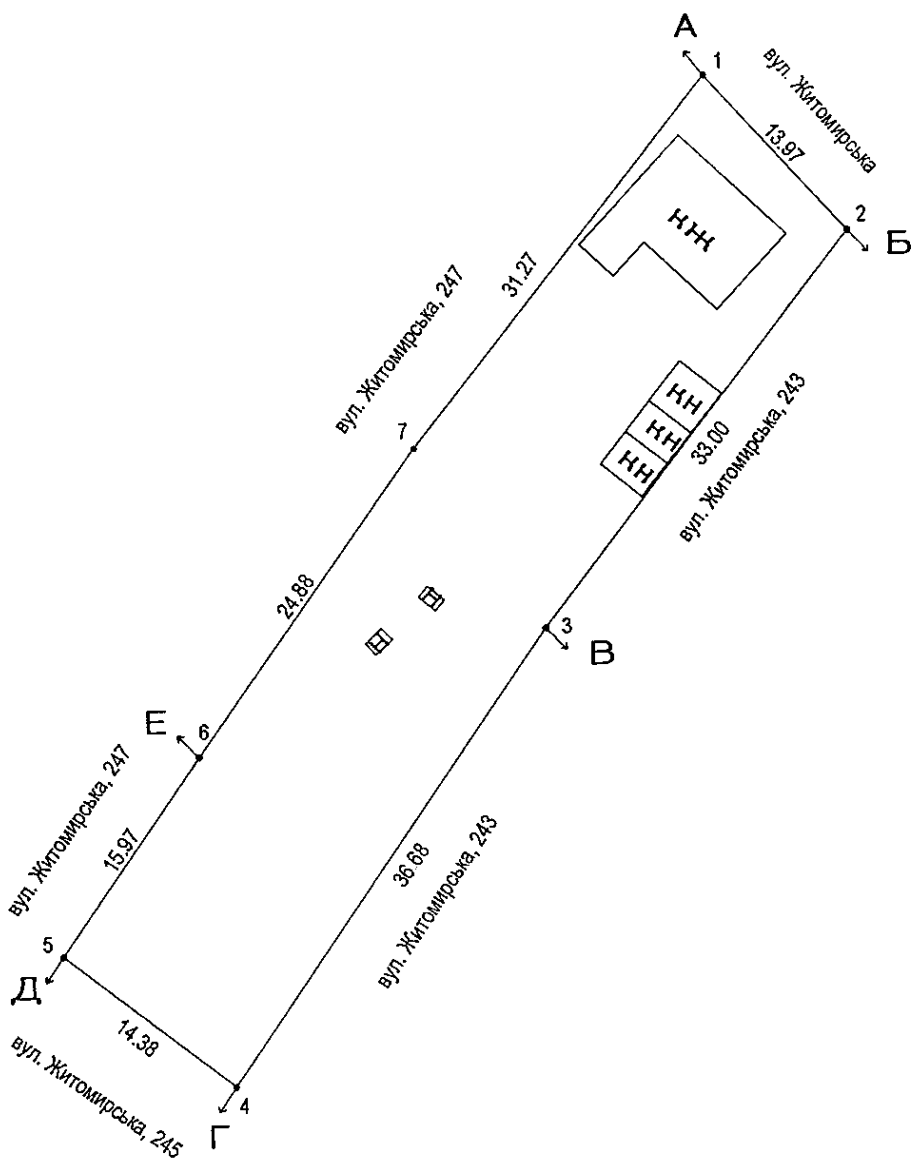 А
1
вул. Житомирська
13.97
2
Б
КЖ
31.27
вул. Житомирська, 247
КН
КН
КН
33.00
вул. Житомирська, 243
7
24.88
Н
Н
3
В
Е
6
вул. Житомирська, 247
15.97
36.68
вул. Житомирська, 243
5
Д
14.38
вул. Житомирська, 245
4
Г